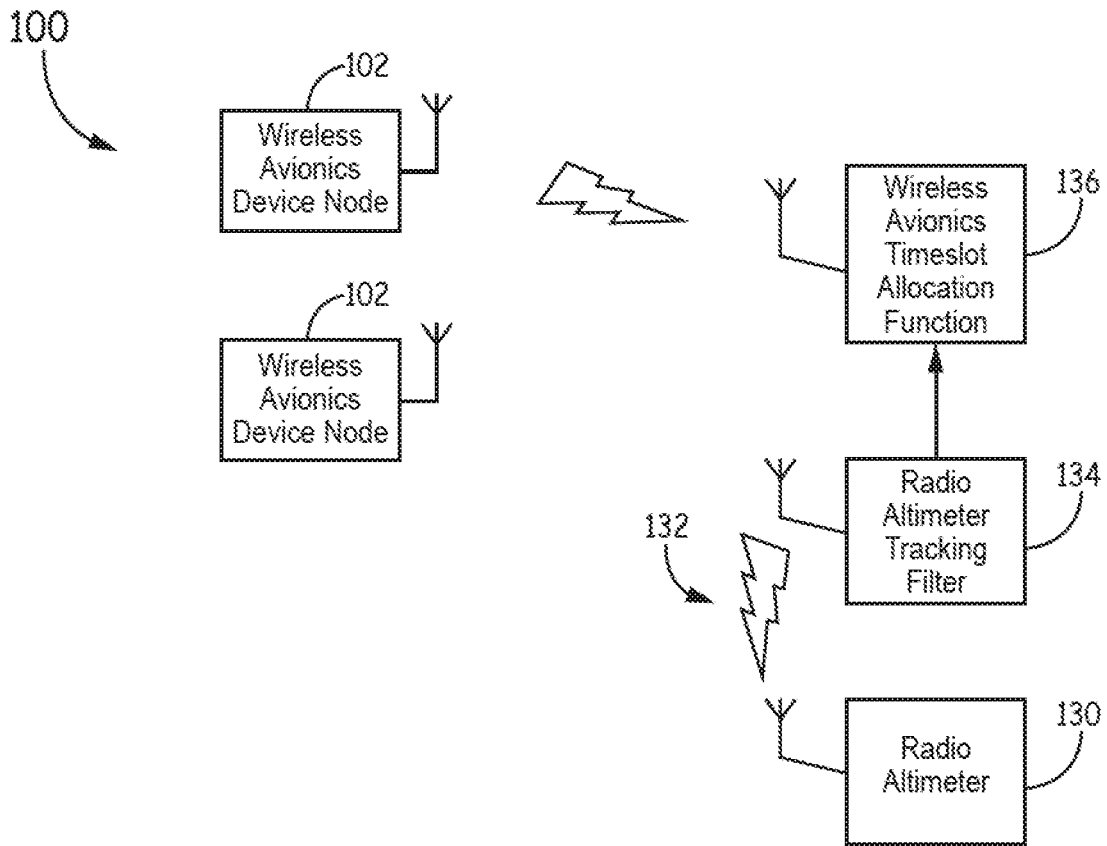 100
102
Wireless
Avionics
Device Node
102
Wireless
Avionics
Device Node
Wireless
Avionics
Timeslot
Allocation
Function
136
Radio
Altimeter
Tracking
Filter
134
132
Radio
Altimeter
130